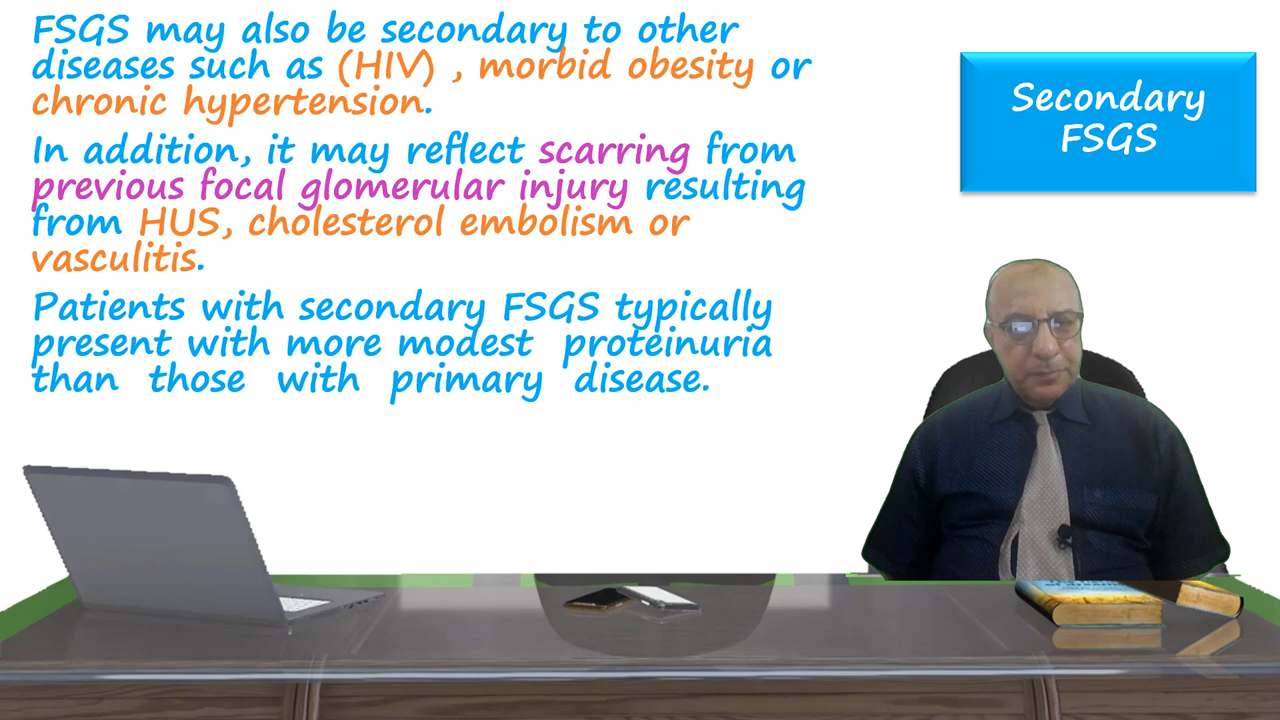 FSGS may also be secondary to other
diseases such as (HIV) , morbid obesity or
chronic hypertension.
In addition, it may reflect scarring from
previous focal glomerular injury resulting
from HUS, cholesterol embolism or
vasculitis.
Patients with secondary FSGS typically
present with more modest proteinuria
than those with primary disease.
Secondary
FSGS